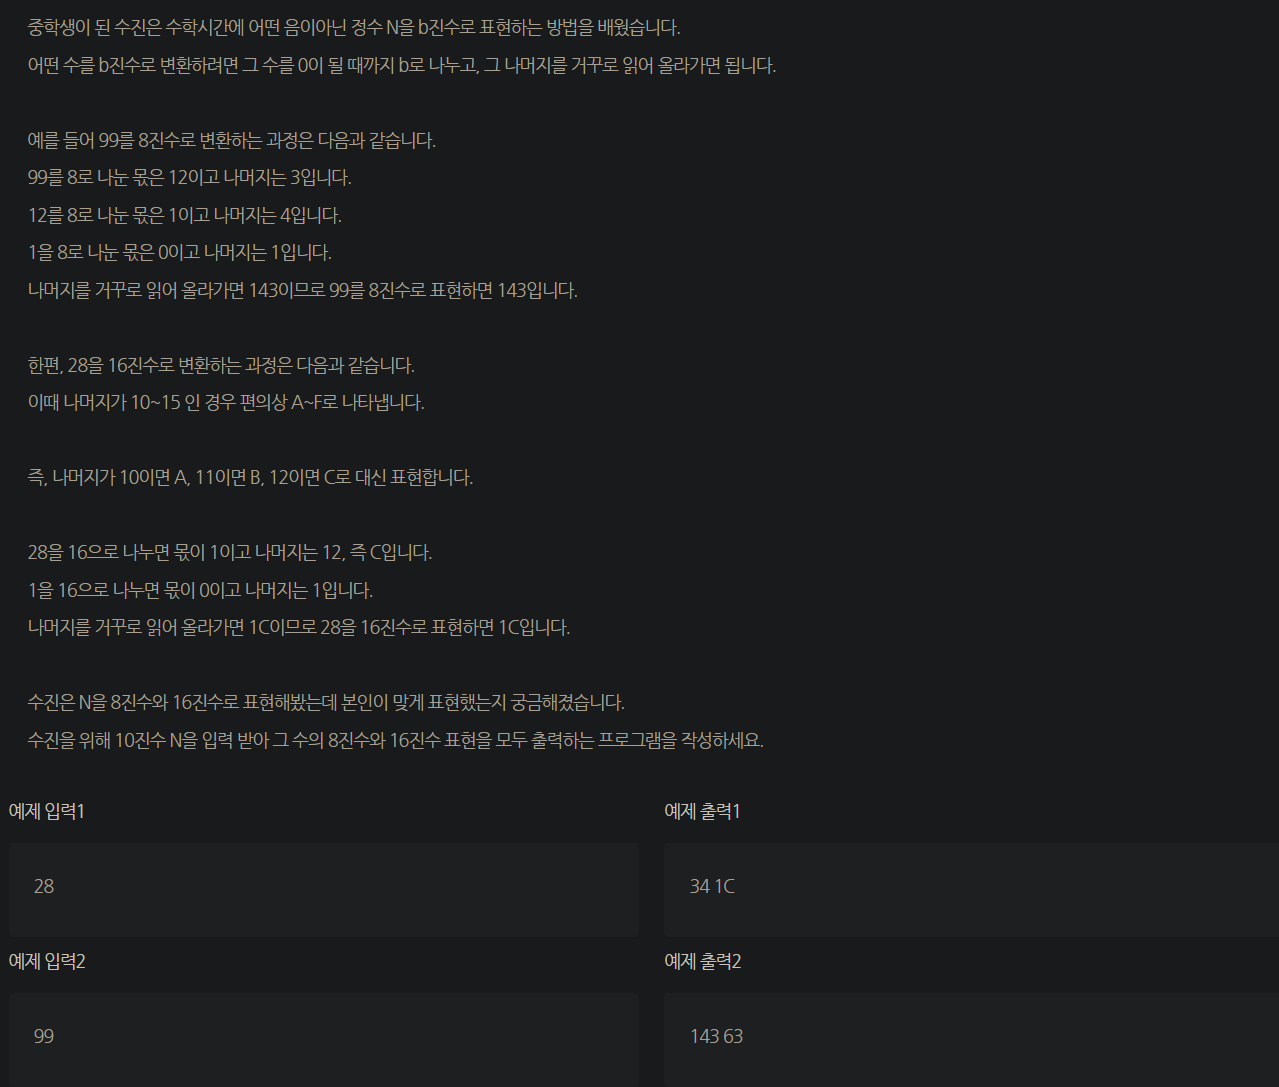 중학생이 된 수진은 수학시간에 어떤 음이아닌 정수 N을 b진수로 표현하는 방법을 배웠습니다.
어떤 수를 b진수로 변환하려면 그 수를 0이 될 때까지 b로 나누고, 그 나머지를 거꾸로 읽어 올라가면 됩니다.
예를 들어 99를 8진수로 변환하는 과정은 다음과 같습니다.
99를 8로 나눈 몫은 12이고 나머지는 3입니다.
12를 8로 나눈 몫은 1이고 나머지는 4입니다.
1을 8로 나눈 몫은 0이고 나머지는 1입니다.
나머지를 거꾸로 읽어 올라가면 143이므로 99를 8진수로 표현하면 143입니다.
한편, 28을 16진수로 변환하는 과정은 다음과 같습니다.
이때 나머지가 10~15 인 경우 편의상 A~F로 나타냅니다.
즉, 나머지가 10이면 A, 11이면 B, 12이면 C로 대신 표현합니다.
28을 16으로 나누면 몫이 1이고 나머지는 12, 즉 C입니다.
1을 16으로 나누면 몫이 0이고 나머지는 1입니다.
나머지를 거꾸로 읽어 올라가면 1C이므로 28을 16진수로 표현하면 1C입니다.
수진은 N을 8진수와 16진수로 표현해봤는데 본인이 맞게 표현했는지 궁금해졌습니다.
수진을 위해 10진수 N을 입력 받아 그 수의 8진수와 16진수 표현을 모두 출력하는 프로그램을 작성하세요.
예제 입력1
예제 출력1
28
34 1C
예제 입력2
예제 출력2
99
143 63